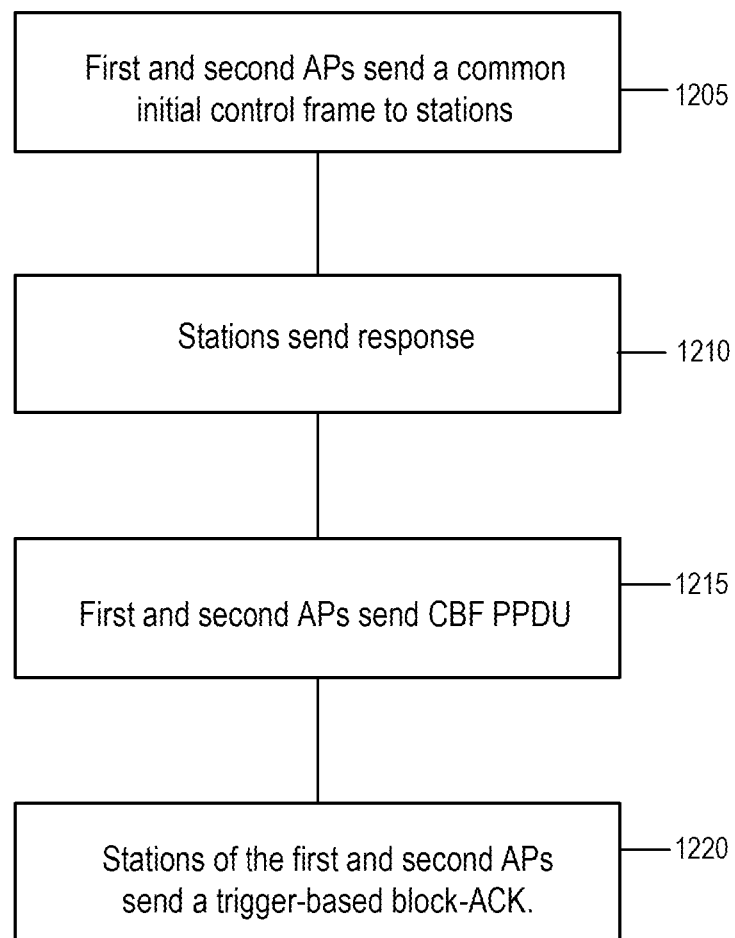 First and second APs send a common
initial control frame to stations
1205
Stations send response
1210
First and second APs send CBF PPDU
1215
Stations of the first and second APs
send a trigger-based block-ACK.
1220